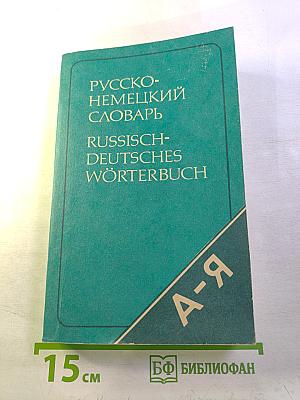 РУССКО-
НЕМЕЦКИЙ
СЛОВАРЬ
RUSSISCH-
DEUTSCHES
WÖRTERBUCH
А-Я
15 см
БФ БИБЛИОФАН